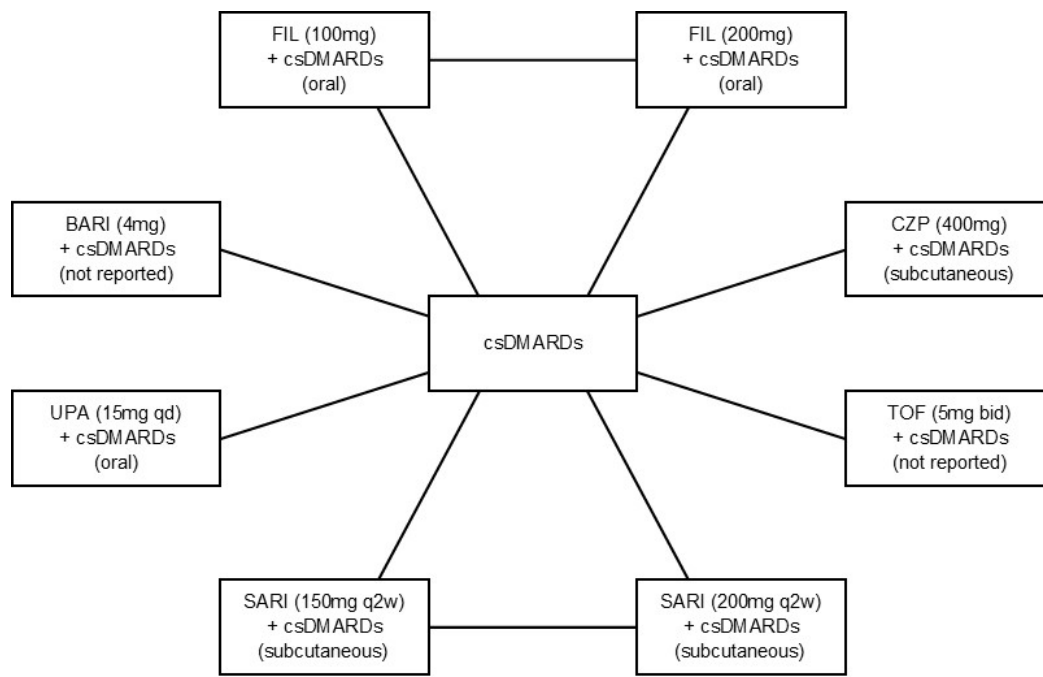 FIL (100mg)
+ csDMARDs
(oral)
FIL (200mg)
+ csDMARDs
(oral)
BARI (4mg)
+ csDMARDs
(not reported)
CZP (400mg)
+ csDMARDs
(subcutaneous)
csDMARDs
UPA (15mg qd)
+ csDMARDs
(oral)
TOF (5mg bid)
+ csDMARDs
(not reported)
SARI (150mg q2w)
+ csDMARDs
(subcutaneous)
SARI (200mg q2w)
+ csDMARDs
(subcutaneous)